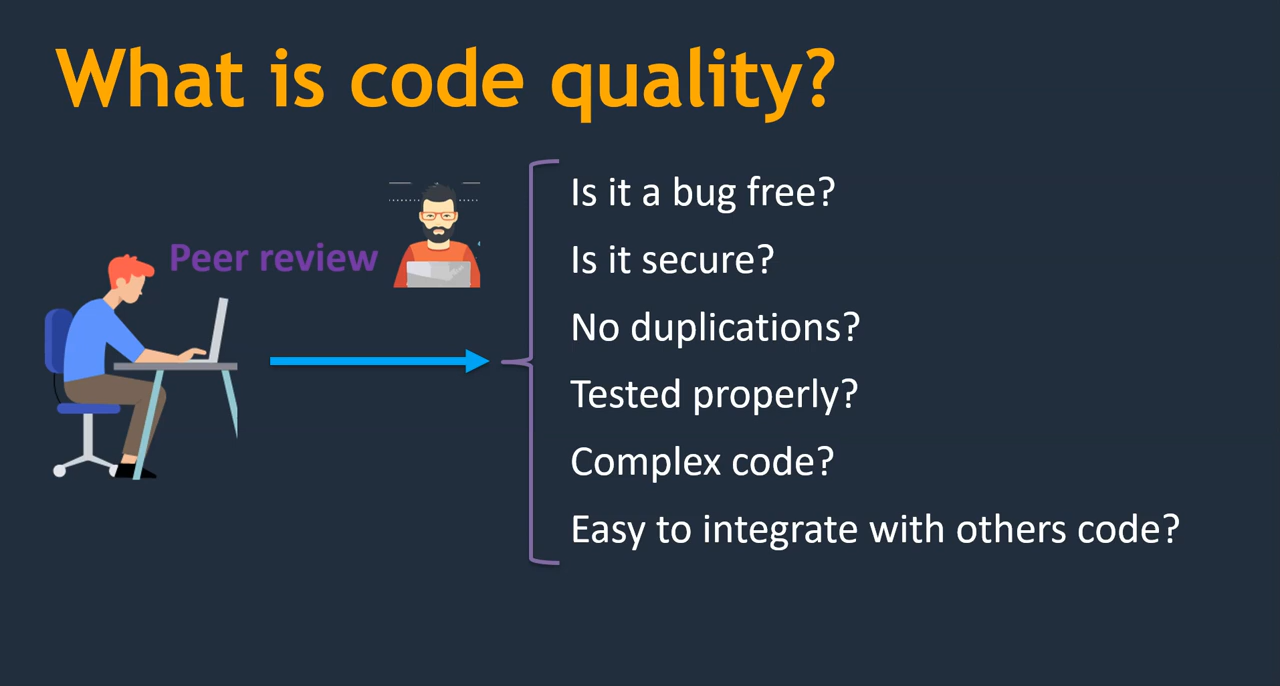 What is code quality?
Peer review
Is it a bug free?
Is it secure?
No duplications?
Tested properly?
Complex code?
Easy to integrate with others code?